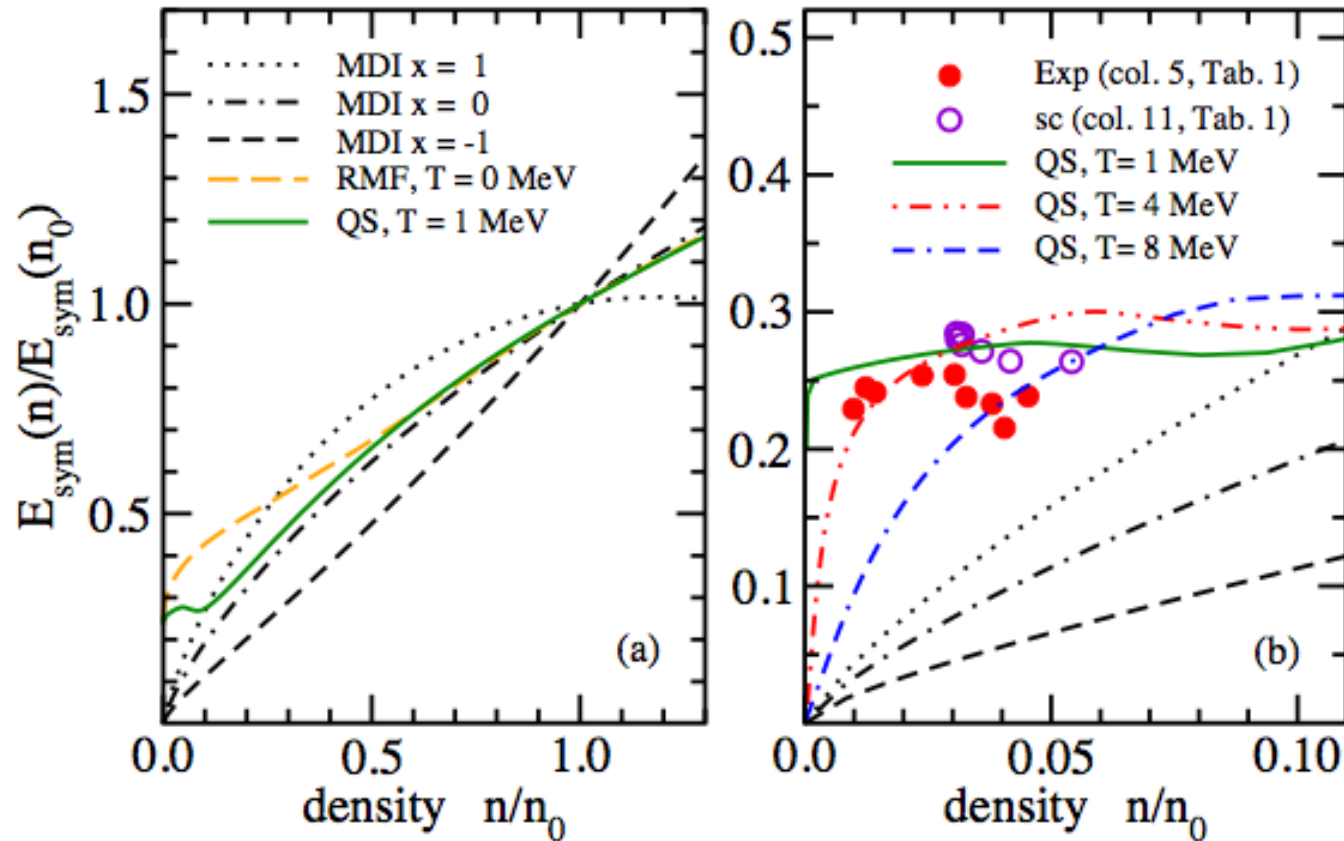 E_sym(n)/E_sym(n_0)
1.5
1.0
0.5
MDI x = 1
MDI x = 0
MDI x = -1
RMF, T = 0 MeV
QS, T = 1 MeV
(a)
0.0 0.5 1.0
density n/n_0
0.5
0.4
0.3
0.2
0.1
Exp (col. 5, Tab. 1)
sc (col. 11, Tab. 1)
QS, T= 1 MeV
QS, T= 4 MeV
QS, T= 8 MeV
(b)
0.0 0.05 0.10
density n/n_0